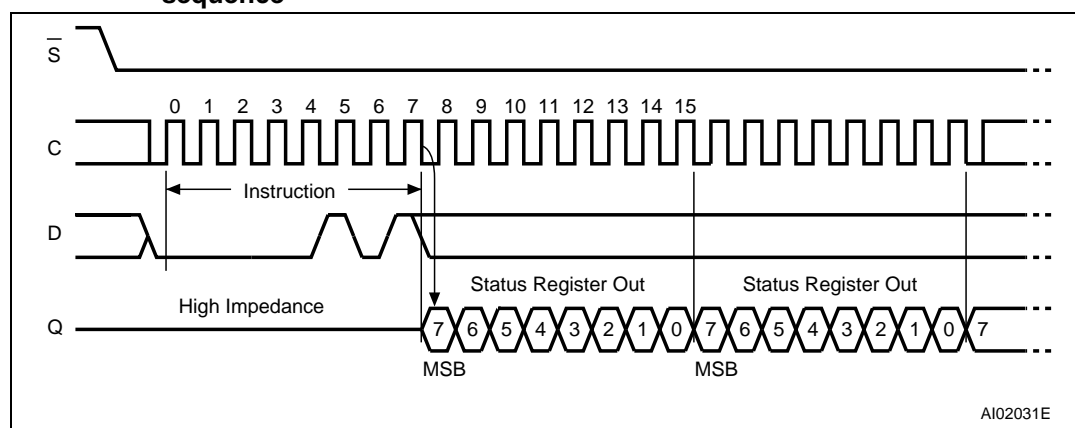 sequence
S
0 1 2 3 4 5 6 7 8 9 10 11 12 13 14 15
C
Instruction
D
Status Register Out Status Register Out
High Impedance
Q 7 6 5 4 3 2 1 0 7 6 5 4 3 2 1 0 7
MSB MSB
AI02031E